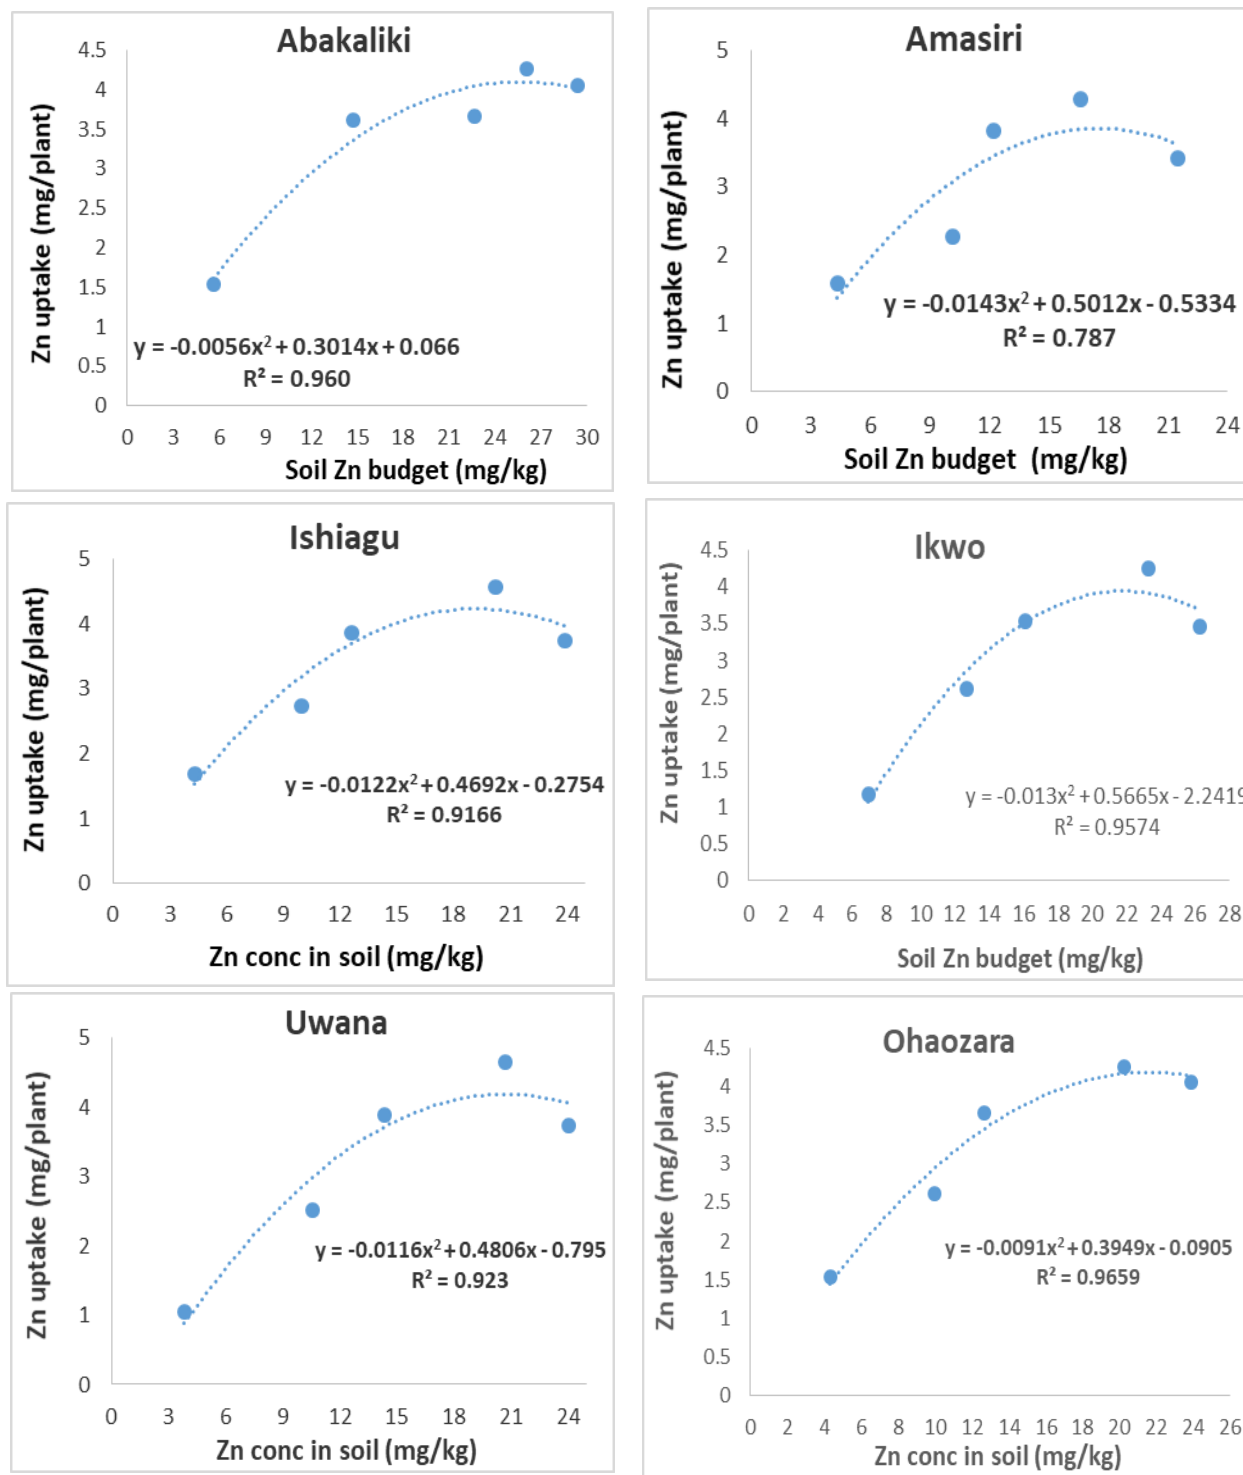 Abakaliki
4.5
4
3.5
3
2.5
2
1.5
1
0.5
0
Zn uptake (mg/plant)
y = -0.0056x² + 0.3014x + 0.066
R² = 0.960
0 3 6 9 12 15 18 21 24 27 30
Soil Zn budget (mg/kg)
Amasiri
5
4
3
2
1
0
Zn uptake (mg/plant)
y = -0.0143x² + 0.5012x - 0.5334
R² = 0.787
0 3 6 9 12 15 18 21 24
Soil Zn budget (mg/kg)
Ishiagu
5
4
3
2
1
0
Zn uptake (mg/plant)
y = -0.0122x² + 0.4692x - 0.2754
R² = 0.9166
0 3 6 9 12 15 18 21 24
Zn conc in soil (mg/kg)
Ikwo
4.5
4
3.5
3
2.5
2
1.5
1
0.5
0
Zn uptake (mg/plant)
y = -0.013x² + 0.5665x - 2.2419
R² = 0.9574
0 2 4 6 8 10 12 14 16 18 20 22 24 26 28
Soil Zn budget (mg/kg)
Uwana
5
4
3
2
1
0
Zn uptake (mg/plant)
y = -0.0116x² + 0.4806x - 0.795
R² = 0.923
0 3 6 9 12 15 18 21 24
Zn conc in soil (mg/kg)
Ohaozara
4.5
4
3.5
3
2.5
2
1.5
1
0.5
0
Zn uptake (mg/plant)
y = -0.0091x² + 0.3949x - 0.0905
R² = 0.9659
0 2 4 6 8 10 12 14 16 18 20 22 24 26
Zn conc in soil (mg/kg)